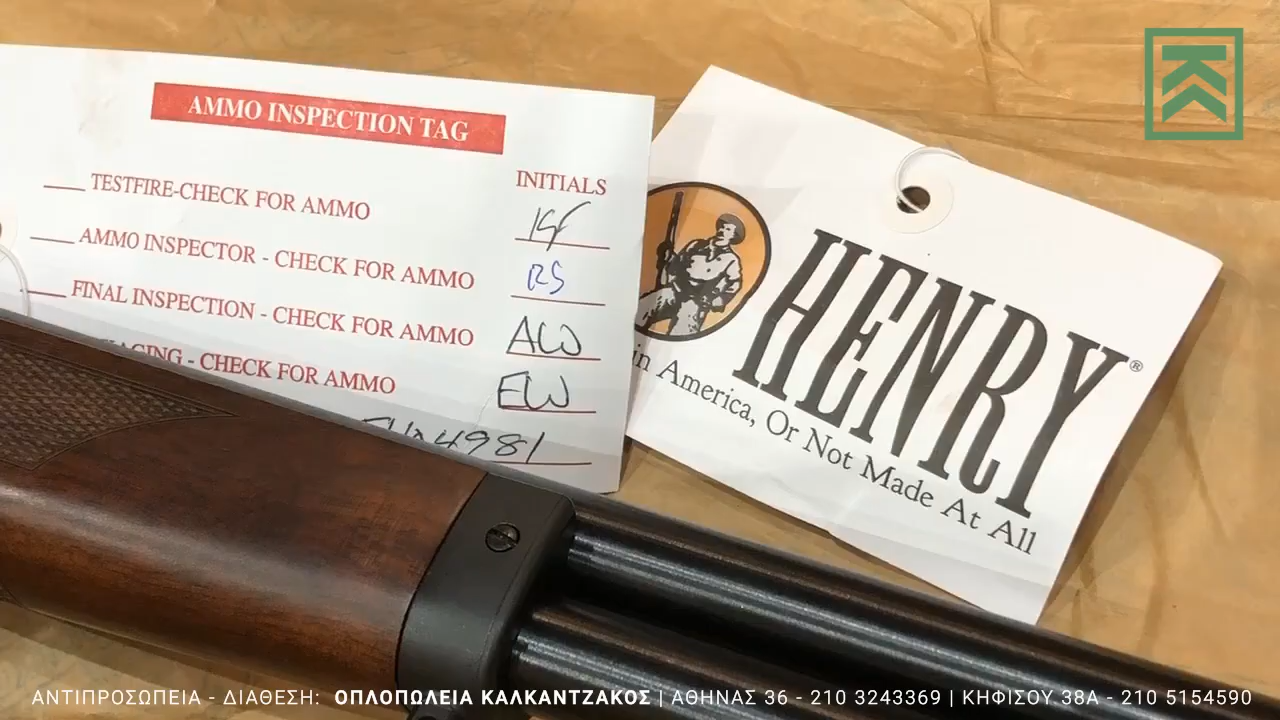 AMMO INSPECTION TAG
INITIALS
TESTFIRE-CHECK FOR AMMO
AMMO INSPECTOR - CHECK FOR AMMO RS
FINAL INSPECTION - CHECK FOR AMMO AW
- CHECK FOR AMMO EW
4981
HENRY®
in America, Or Not Made At All
ΑΝΤΙΠΡΟΣΩΠΕΙΑ - ΔΙΑΘΕΣΗ: ΟΠΛΟΠΩΛΕΙΑ ΚΑΛΚΑΝΤΖΑΚΟΣ | ΑΘΗΝΑΣ 36 - 210 3243369 | ΚΗΦΙΣΟΥ 38Α - 210 5154590